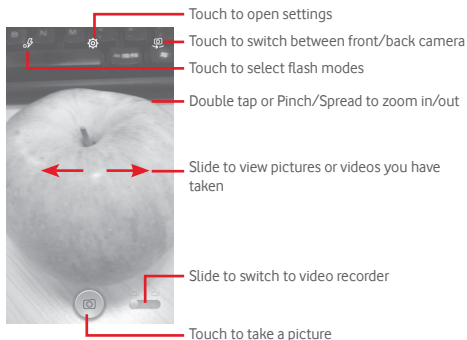 Touch to open settings
Touch to switch between front/back camera
Touch to select flash modes
Double tap or Pinch/Spread to zoom in/out
Slide to view pictures or videos you have
taken
Slide to switch to video recorder
Touch to take a picture